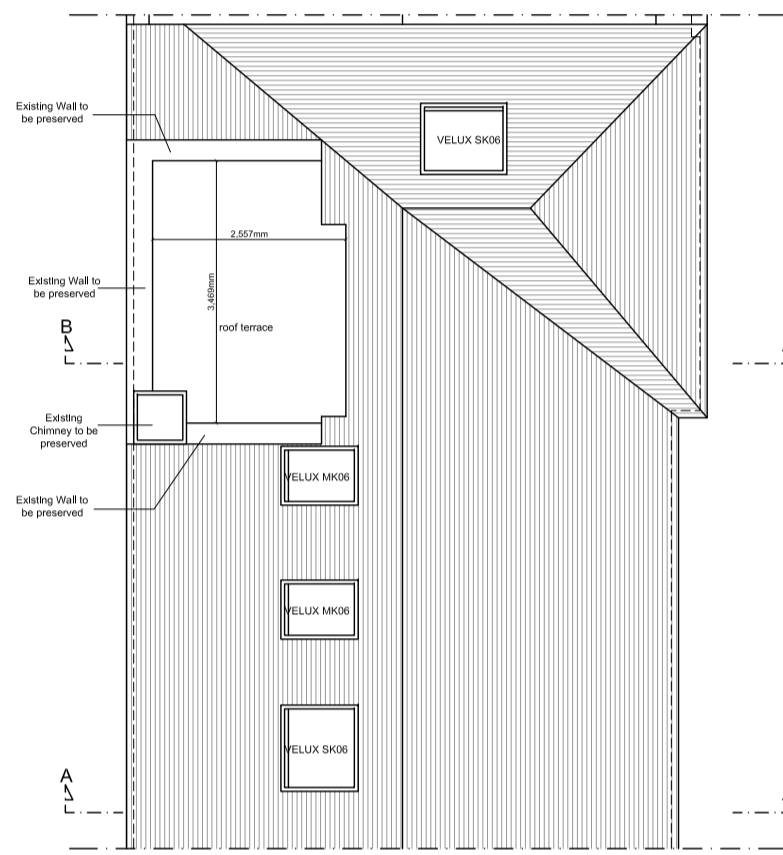 Existing Wall to
be preserved
VELUX SK06
2,557mm
3,469mm
Existing Wall to
be preserved
roof terrace
B
Existing
Chimney to be
preserved
VELUX MK06
Existing Wall to
be preserved
VELUX MK06
VELUX SK06
A